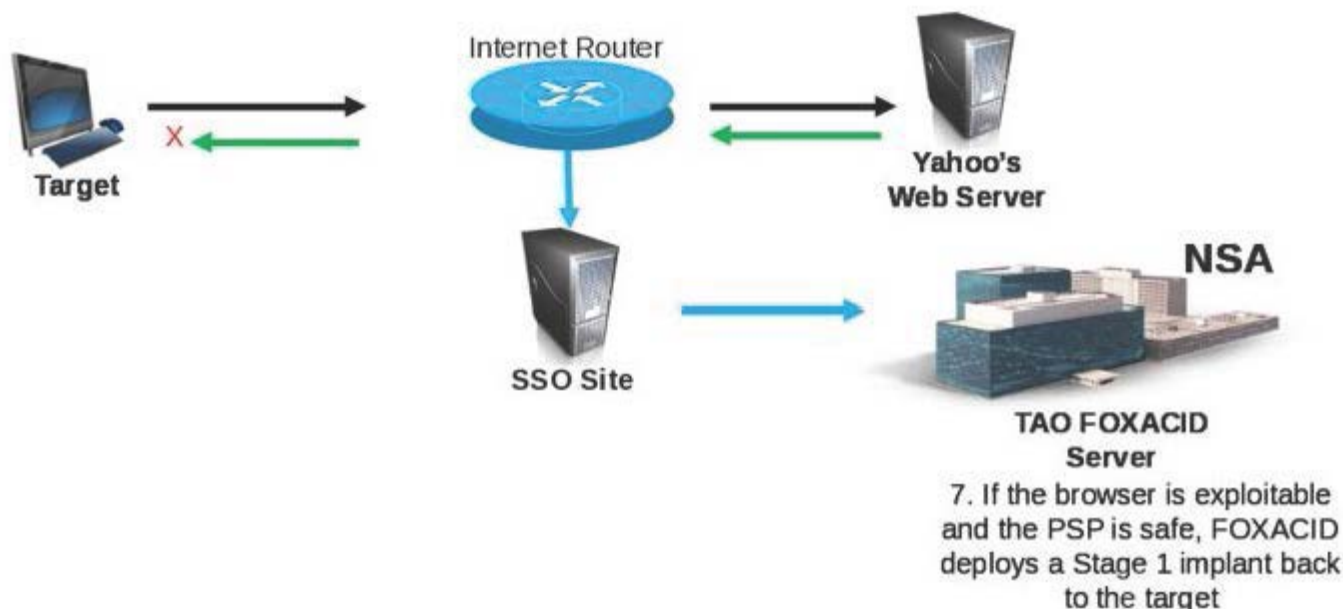 Internet Router
X
Target
Yahoo's
Web Server
SSO Site
NSA
TAO FOXACID
Server
7. If the browser is exploitable
and the PSP is safe, FOXACID
deploys a Stage 1 implant back
to the target